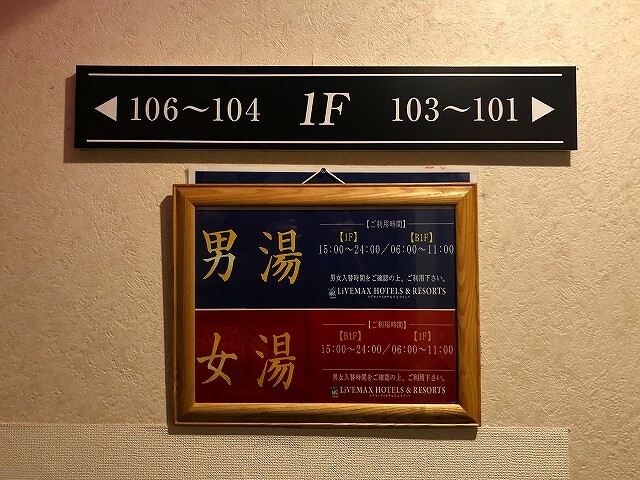 ◀106～104 1F 103～101▶
男湯
【ご利用時間】
【1F】 【B1F】
15:00～24:00／06:00～11:00
男女入替時間をご確認の上、ご利用下さい。
LiVEMAX HOTELS & RESORTS
女湯
【ご利用時間】
【B1F】 【1F】
15:00～24:00／06:00～11:00
男女入替時間をご確認の上、ご利用下さい。
LiVEMAX HOTELS & RESORTS